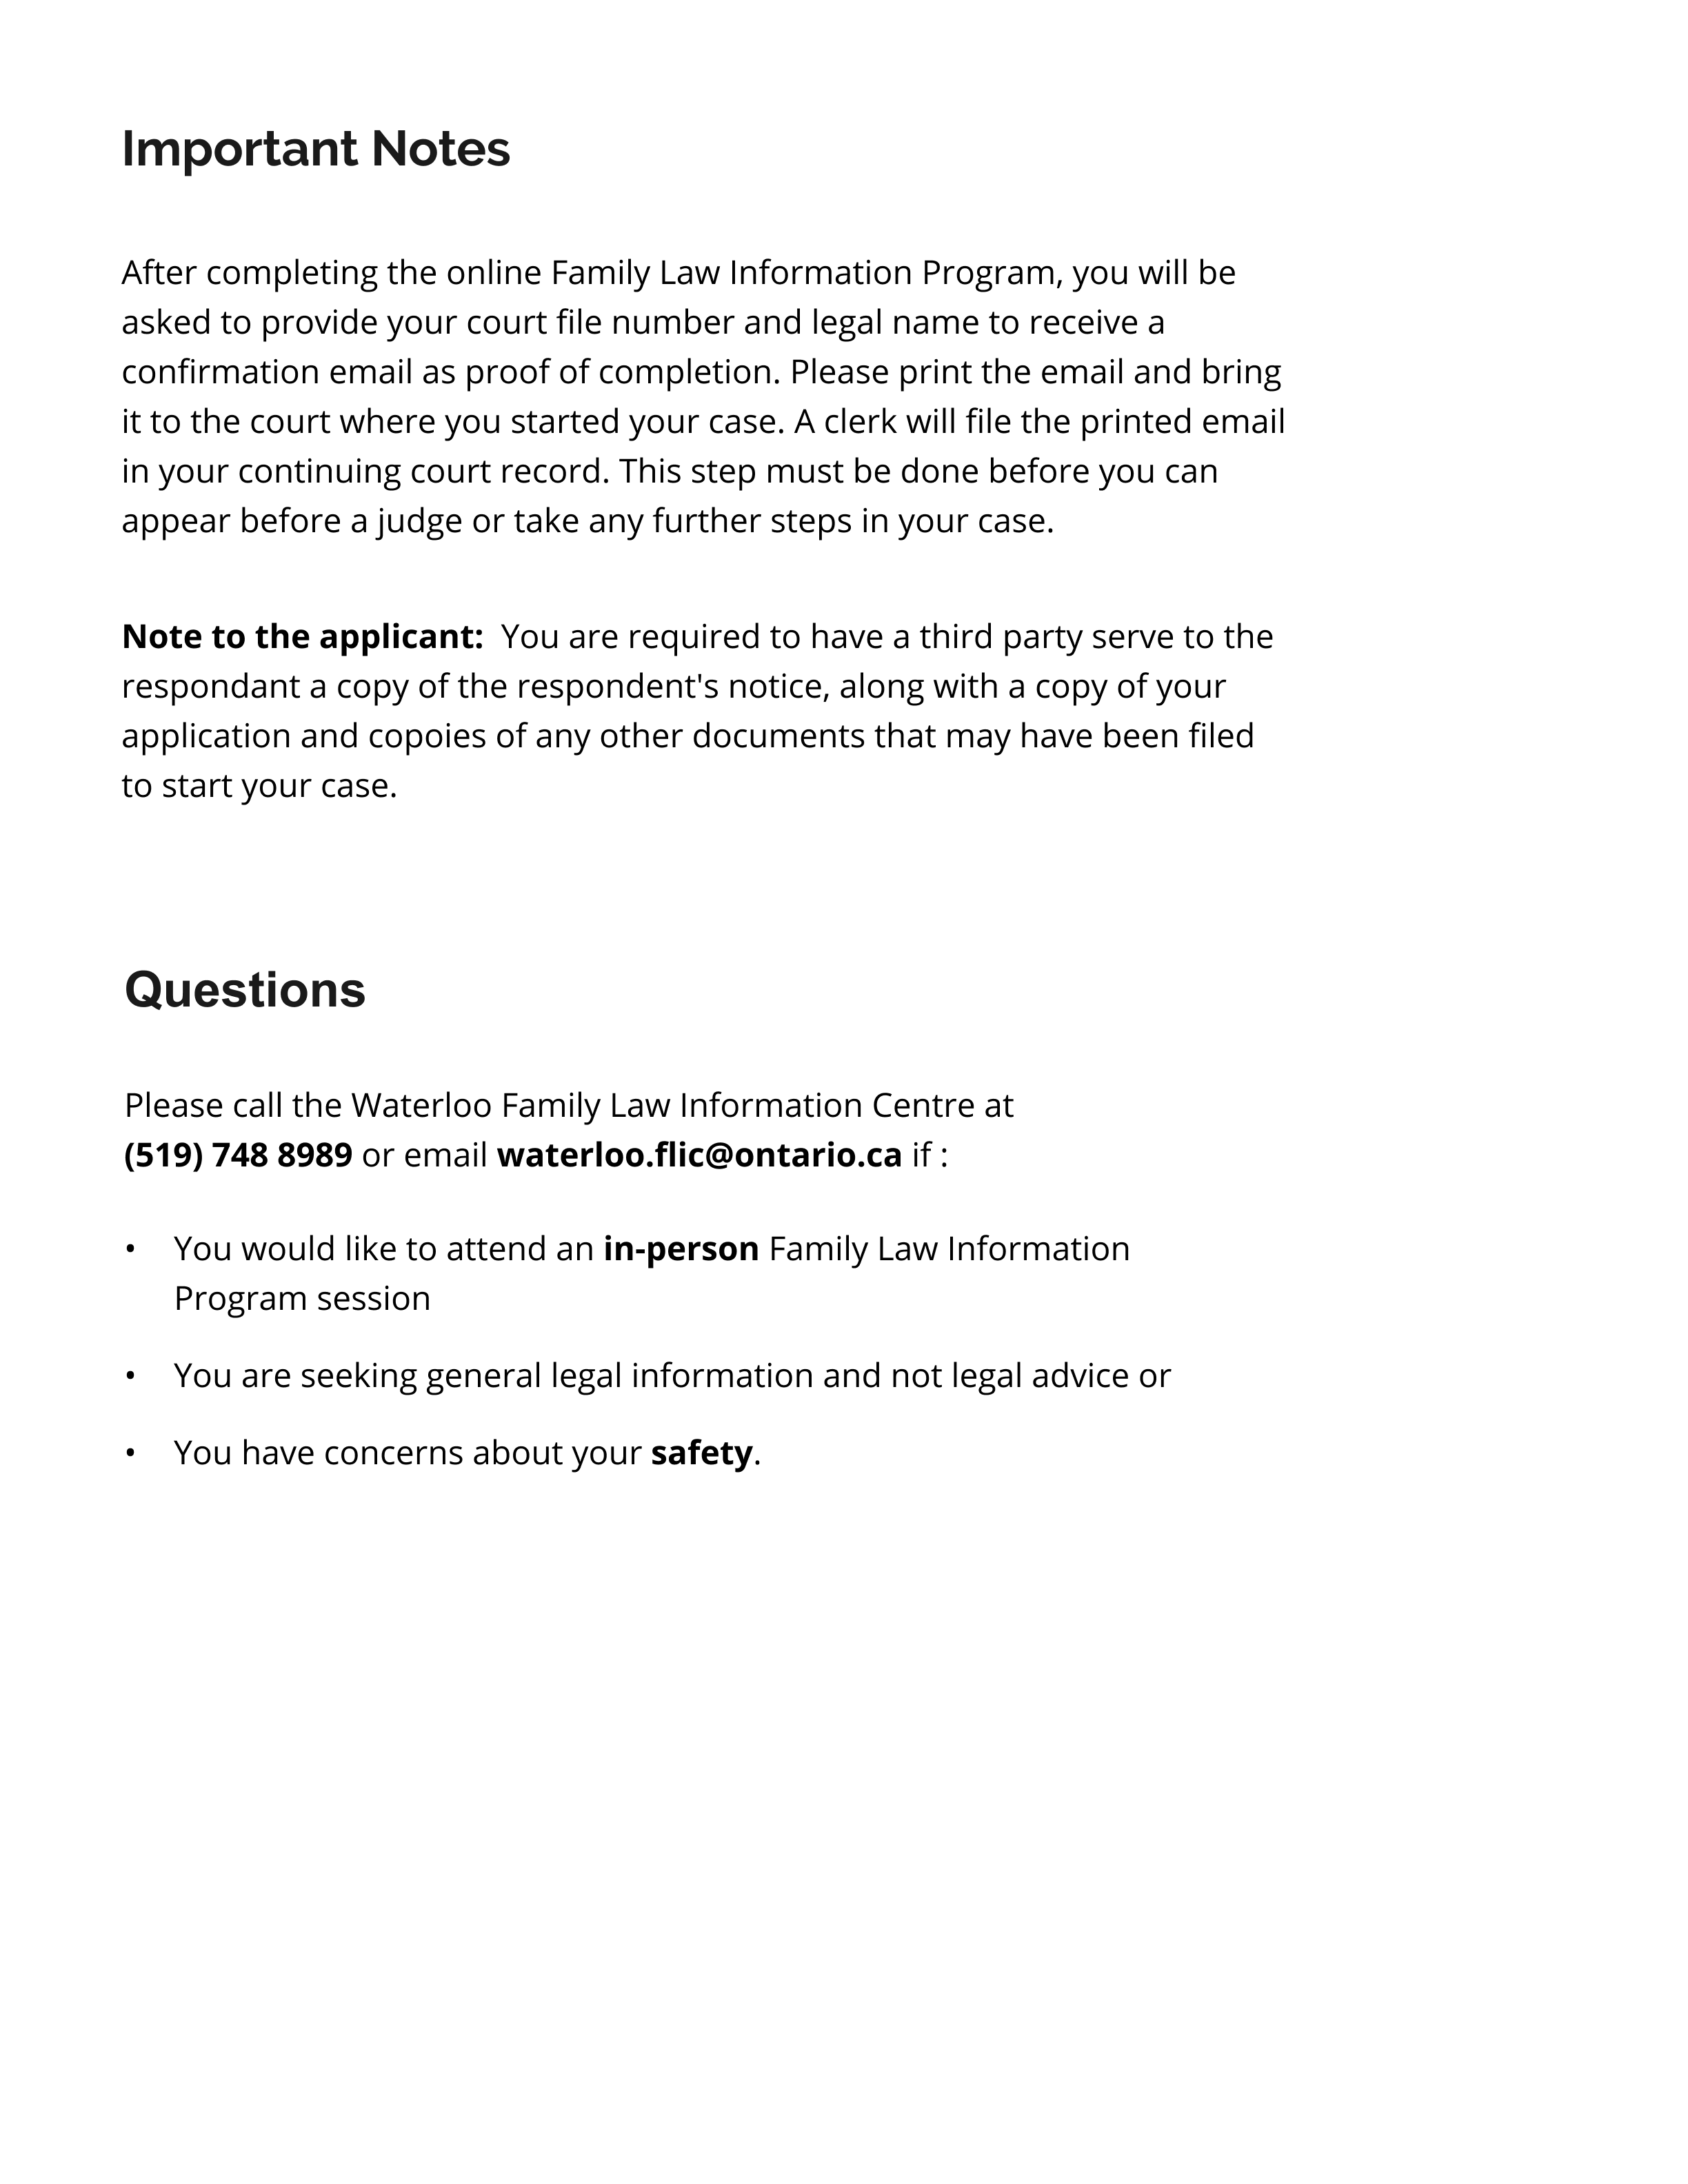 Important Notes
After completing the online Family Law Information Program, you will be
asked to provide your court file number and legal name to receive a
confirmation email as proof of completion. Please print the email and bring
it to the court where you started your case. A clerk will file the printed email
in your continuing court record. This step must be done before you can
appear before a judge or take any further steps in your case.
Note to the applicant:  You are required to have a third party serve to the
respondant a copy of the respondent's notice, along with a copy of your
application and copoies of any other documents that may have been filed
to start your case.
Questions
Please call the Waterloo Family Law Information Centre at
(519) 748 8989 or email waterloo.flic@ontario.ca if :
• You would like to attend an in-person Family Law Information
Program session
• You are seeking general legal information and not legal advice or
• You have concerns about your safety.